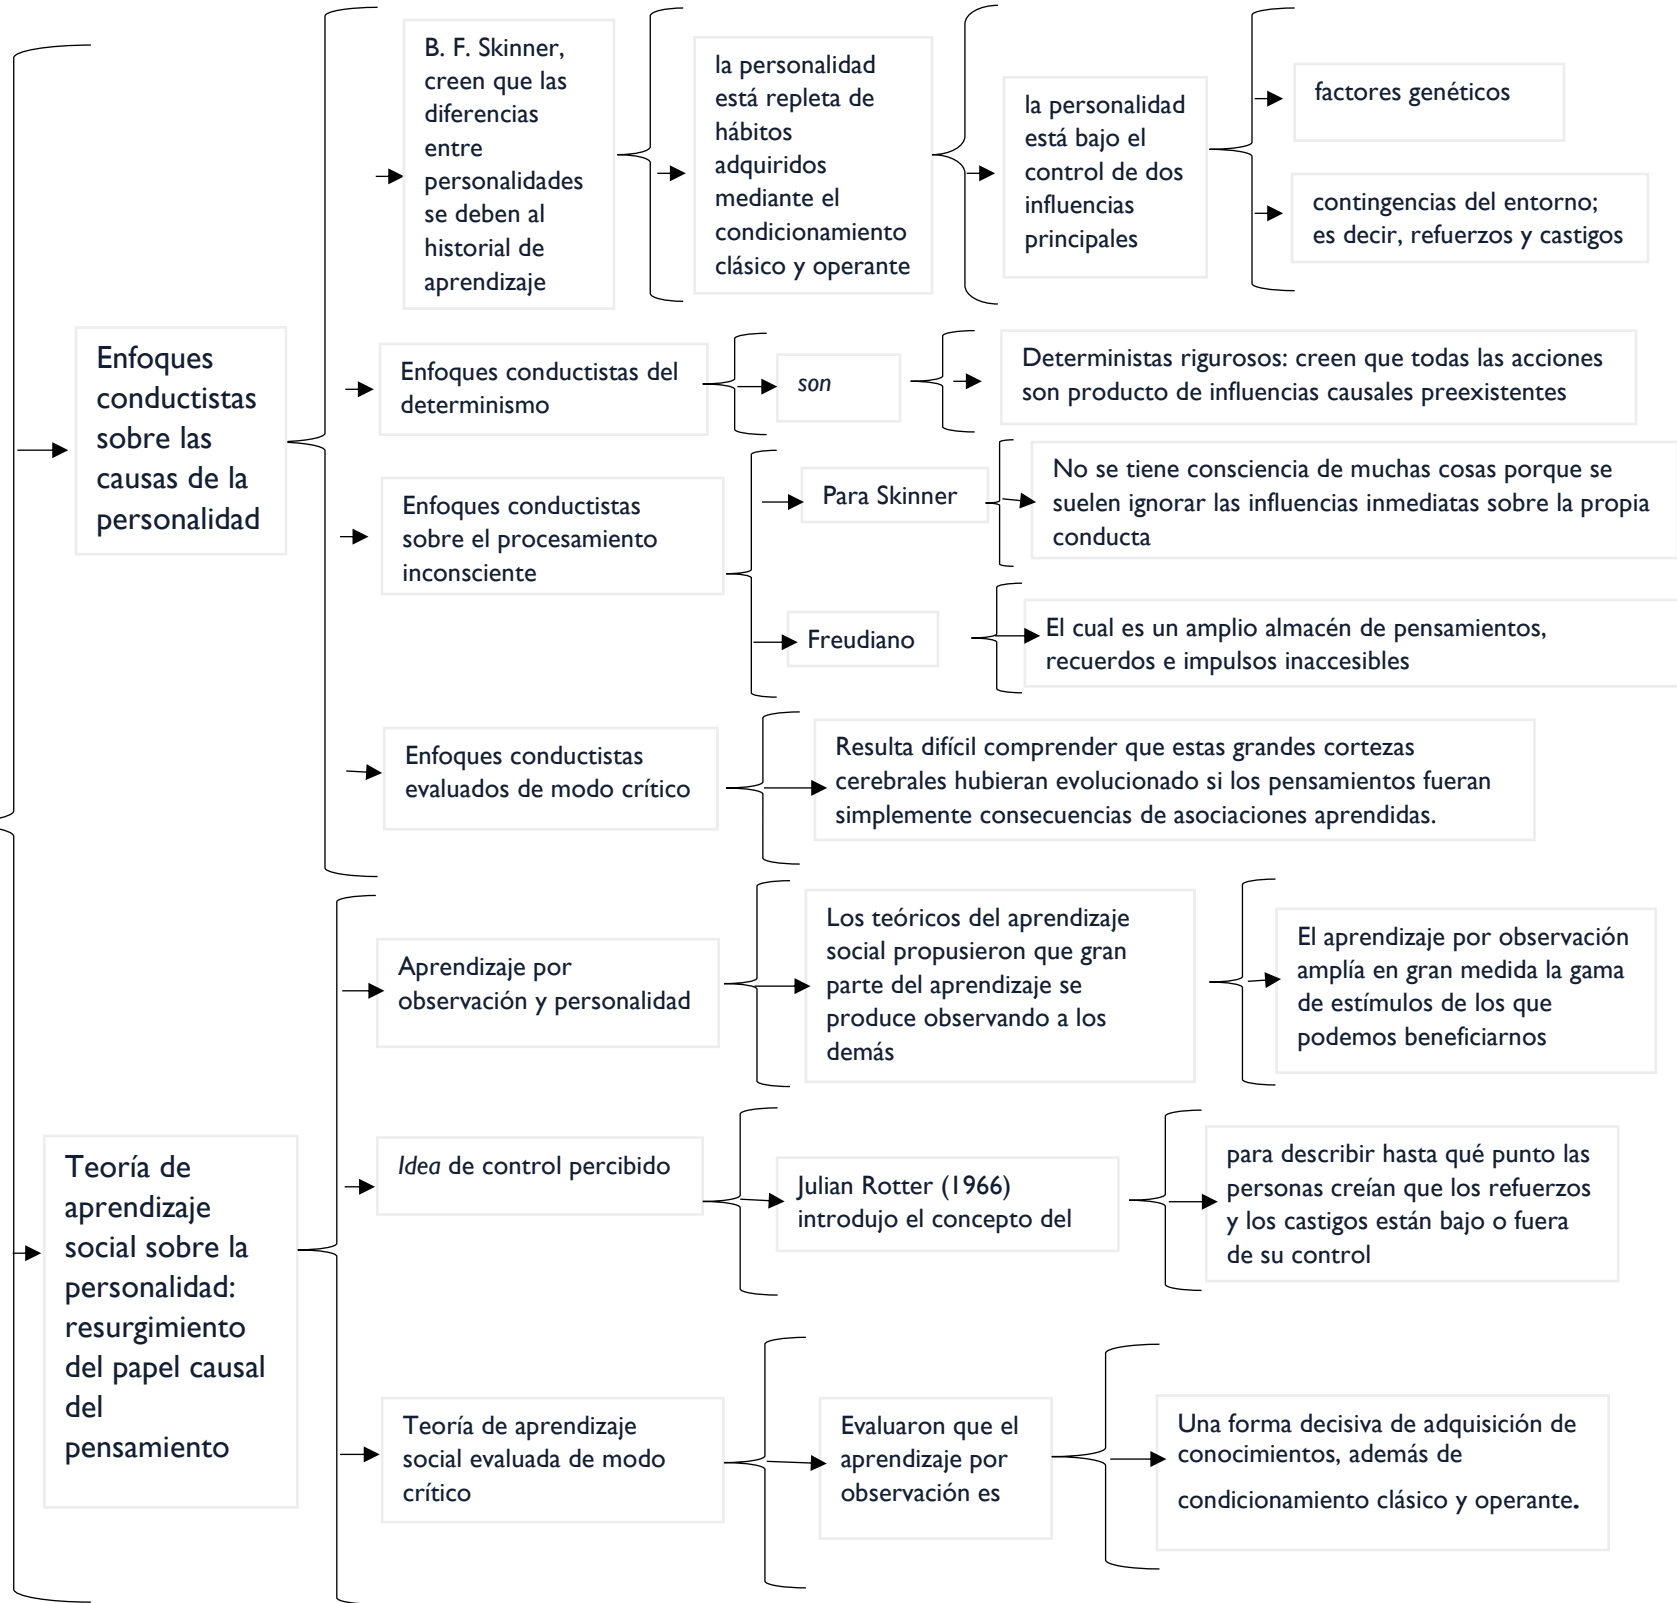 B. F. Skinner,
creen que las
diferencias
entre
personalidades
se deben al
historial de
aprendizaje
la personalidad
está repleta de
hábitos
adquiridos
mediante el
condicionamiento
clásico y operante
la personalidad
está bajo el
control de dos
influencias
principales
factores genéticos
contingencias del entorno;
es decir, refuerzos y castigos
Enfoques
conductistas
sobre las
causas de la
personalidad
Enfoques conductistas del
determinismo
son
Determinista rigurosos: creen que todas las acciones
son producto de influencias causales preexistentes
Enfoques conductistas
sobre el procesamiento
inconsciente
Para Skinner
No se tiene consciencia de muchas cosas porque se
suelen ignorar las influencias inmediatas sobre la propia
conducta
Freudiano
El cual es un amplio almacén de pensamientos,
recuerdos e impulsos inaccesibles
Enfoques conductistas
evaluados de modo crítico
Resulta difícil comprender que estas grandes cortezas
cerebrales hubieran evolucionado si los pensamientos fueran
simplemente consecuencias de asociaciones aprendidas.
Teoría de
aprendizaje
social sobre la
personalidad:
resurgimiento
del papel causal
del
pensamiento
Aprendizaje por
observación y personalidad
Los teóricos del aprendizaje
social propusieron que gran
parte del aprendizaje se
produce observando a los
demás
El aprendizaje por observación
amplía en gran medida la gama
de estímulos de los que
podemos beneficiarnos
Idea de control percibido
Julian Rotter (1966)
introdujo el concepto del
para describir hasta qué punto las
personas creían que los refuerzos
y los castigos están bajo o fuera
de su control
Teoría de aprendizaje
social evaluada de modo
crítico
Evaluaron que el
aprendizaje por
observación es
Una forma decisiva de adquisición de
conocimientos, además de
condicionamiento clásico y operante.